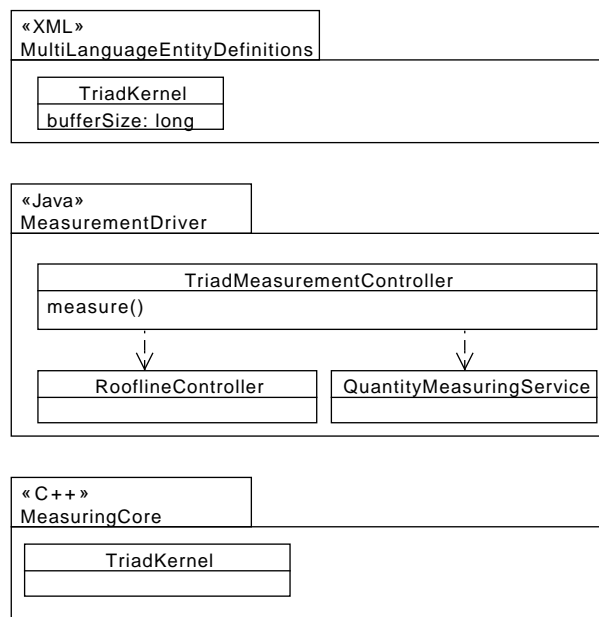 «XML»
MultiLanguageEntityDefinitions
TriadKernel
bufferSize: long
«Java»
MeasurementDriver
TriadMeasurementController
measure()
RooflineController
QuantityMeasuringService
«C++»
MeasuringCore
TriadKernel